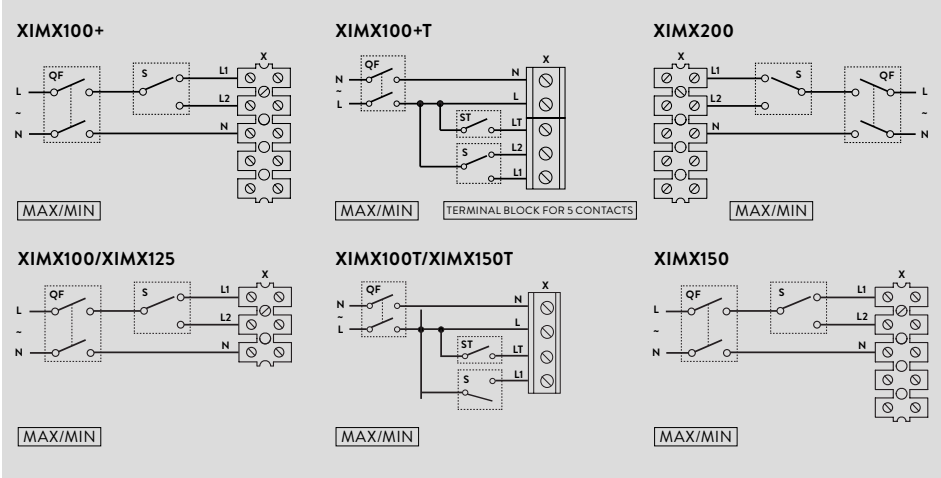 XIMX100+
X
QF
S
L1
L
L2
~
N
N
MAX/MIN
XIMX100+T
X
QF
N
N
~
L
L
ST
LT
S
L2
L1
MAX/MIN
TERMINAL BLOCK FOR 5 CONTACTS
XIMX200
X
L1
S
QF
L
L2
~
N
N
MAX/MIN
XIMX100/XIMX125
X
QF
S
L1
L
L2
~
N
N
MAX/MIN
XIMX100T/XIMX150T
X
QF
N
N
~
L
L
ST
LT
S
L1
MAX/MIN
XIMX150
X
QF
S
L1
L
L2
~
N
N
MAX/MIN